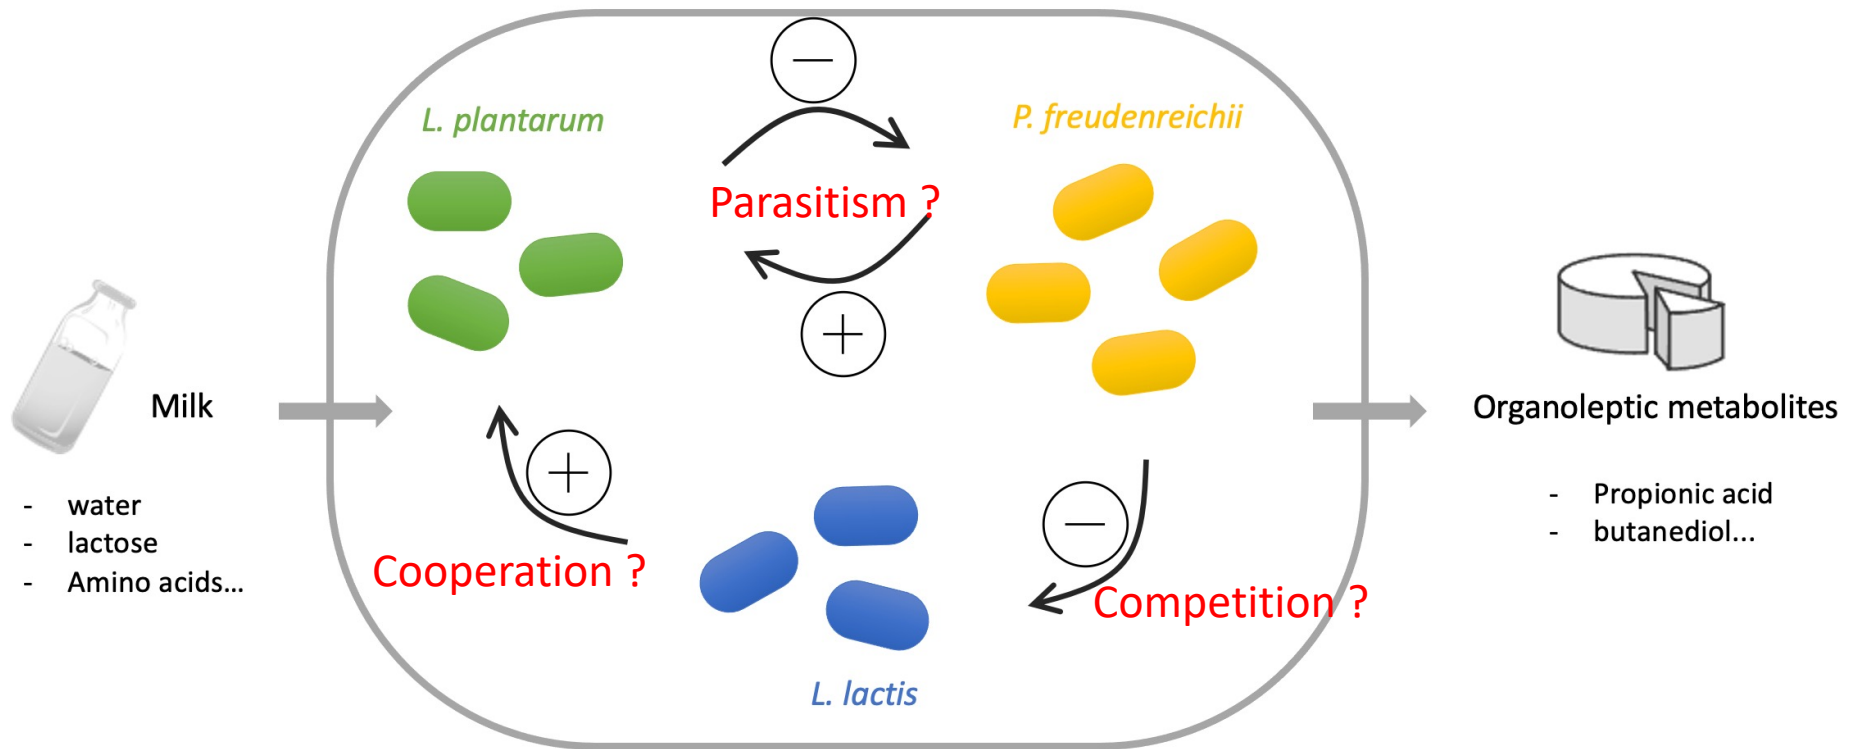 L. plantarum
P. freudenreichii
Parasitism ?
Milk
- water
- lactose
- Amino acids...
Cooperation ?
Competition ?
L. lactis
Organoleptic metabolites
- Propionic acid
- butanediol...